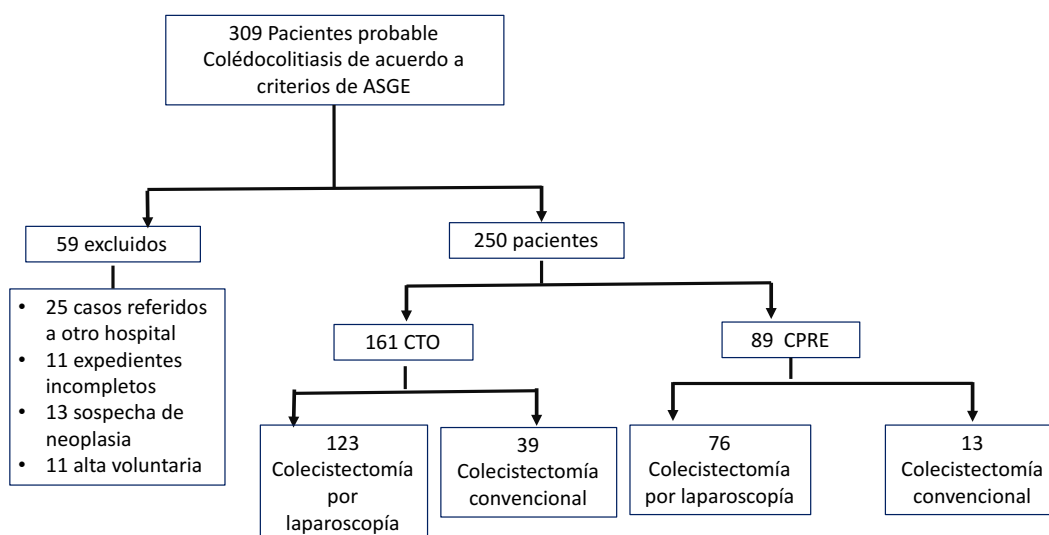 309 Pacientes probable
Colédocolitiasis de acuerdo a
criterios de ASGE
59 excluidos
250 pacientes
• 25 casos referidos
a otro hospital
• 11 expedientes
incompletos
• 13 sospecha de
neoplasia
• 11 alta voluntaria
161 CTO
89 CPRE
123
Colecistectomía
por
laparoscopía
39
Colecistectomía
convencional
76
Colecistectomía
por laparoscopía
13
Colecistectomía
convencional